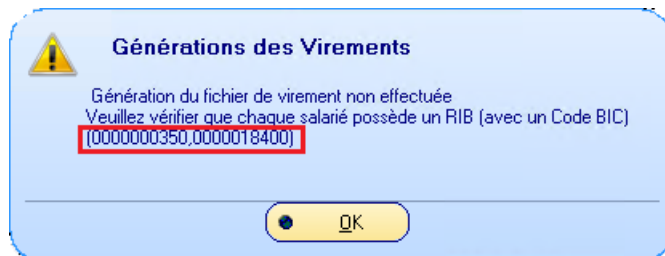 Générations des Virements
Génération du fichier de virement non effectuée
Veuillez vérifier que chaque salarié possède un RIB (avec un Code BIC)
(0000000350,0000018400)
OK